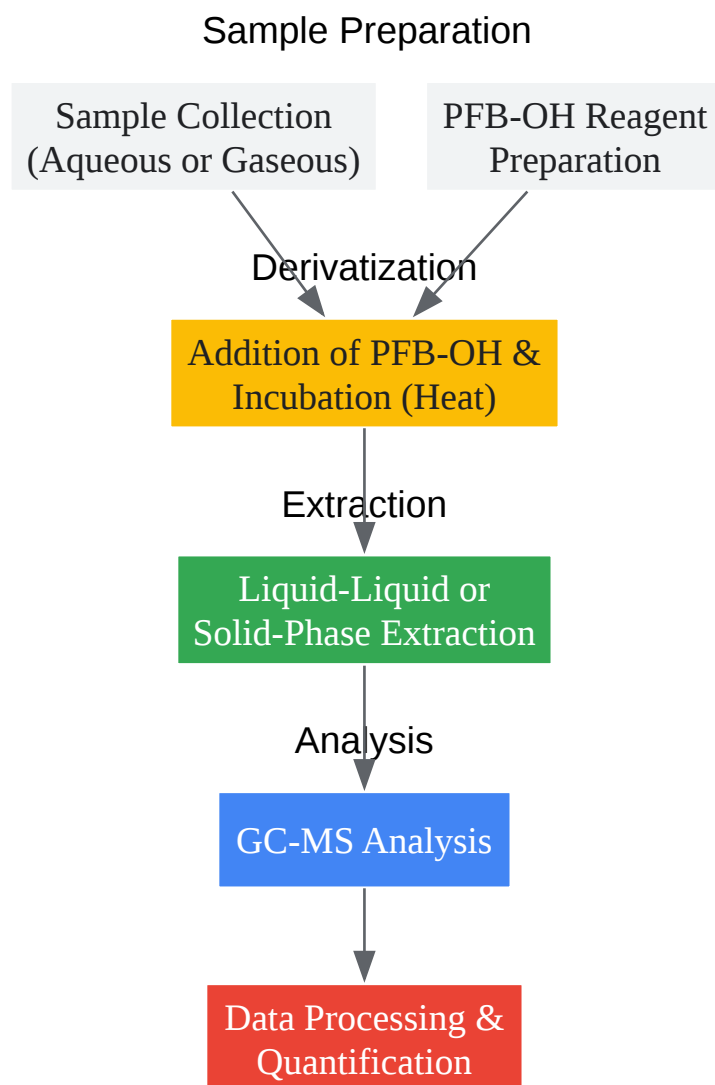 Sample Preparation
Sample Collection
(Aqueous or Gaseous)
PFB-OH Reagent
Preparation
Derivatization
Addition of PFB-OH &
Incubation (Heat)
Extraction
Liquid-Liquid or
Solid-Phase Extraction
Analysis
GC-MS Analysis
Data Processing &
Quantification